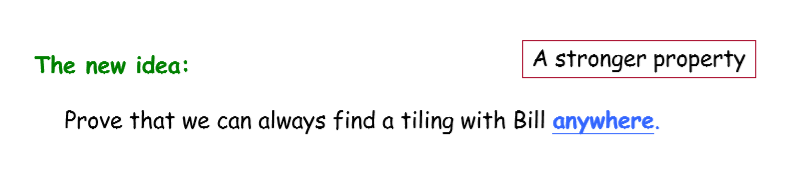 The new idea:
A stronger property
Prove that we can always find a tiling with Bill anywhere.